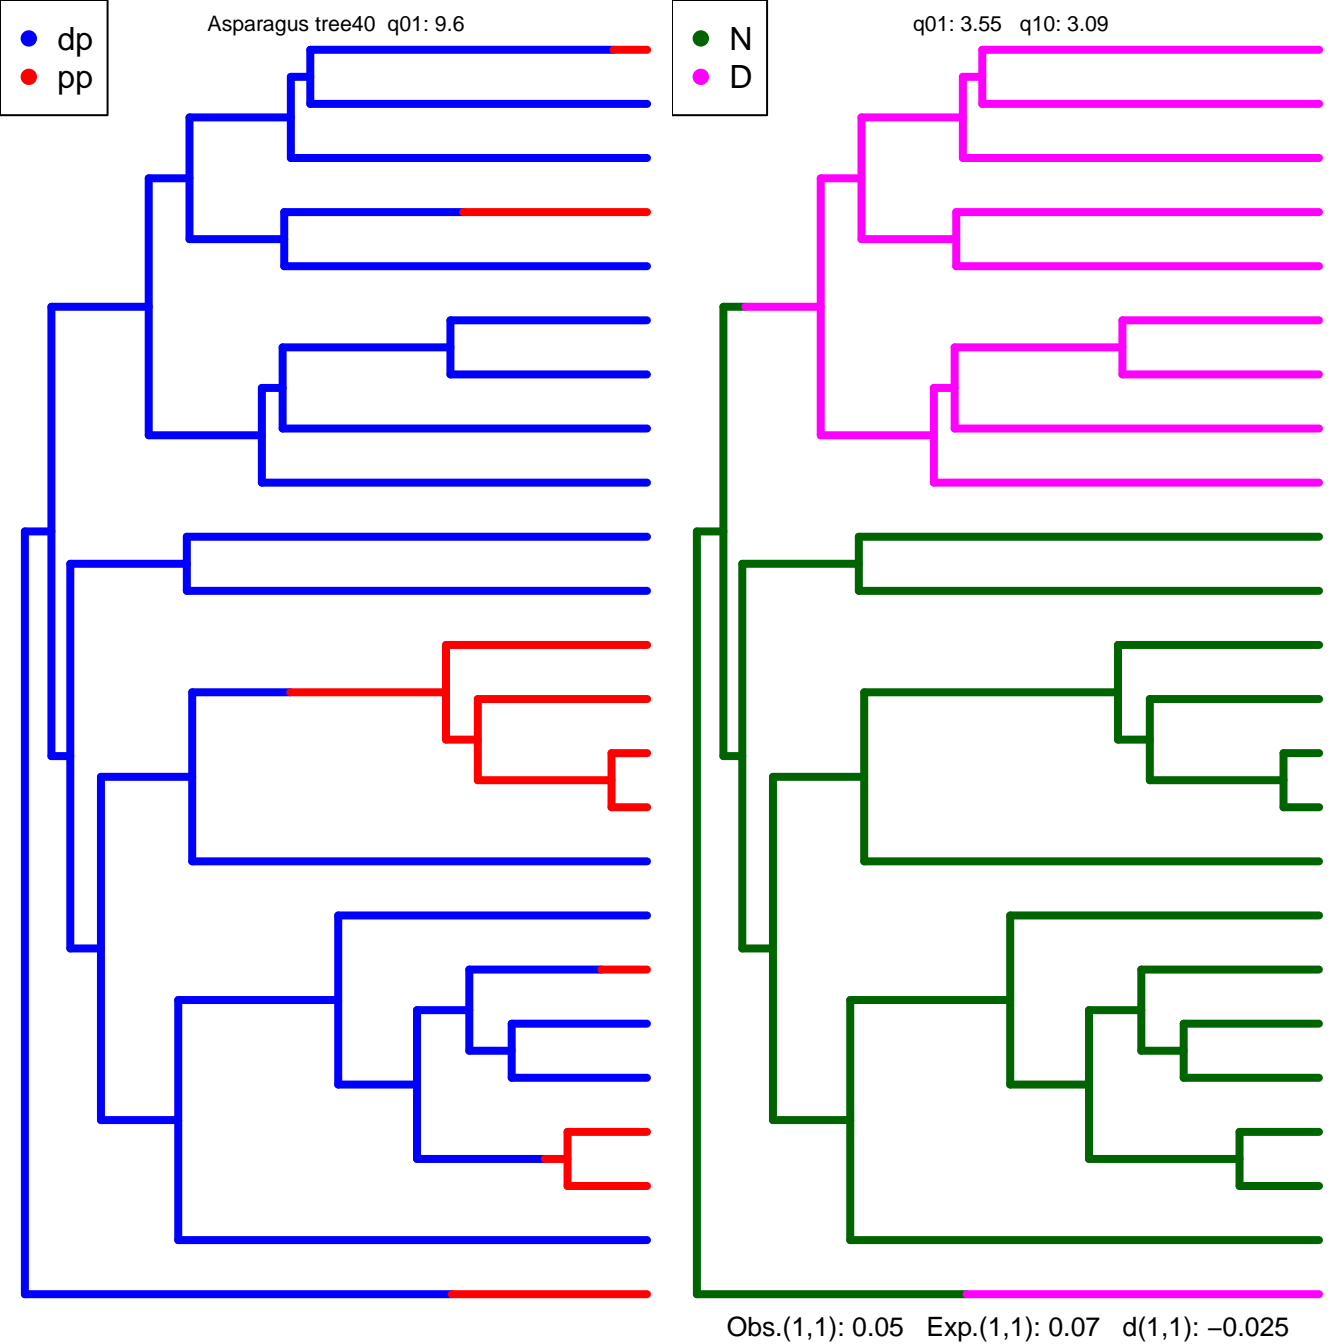 Asparagus tree40 q01: 9.6
dp
pp
q01: 3.55 q10: 3.09
N
D
Obs.(1,1): 0.05 Exp.(1,1): 0.07 d(1,1): −0.025